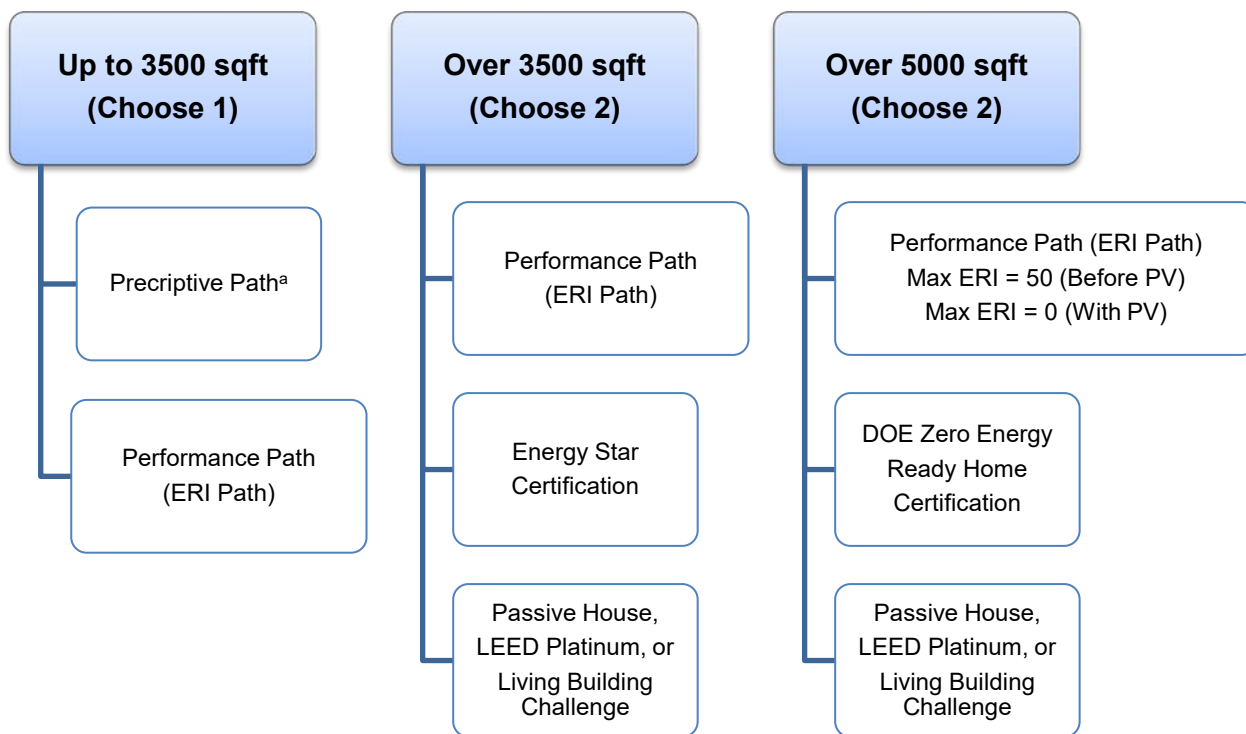 Up to 3500 sqft
(Choose 1)
Precriptive Pathᵃ
Performance Path
(ERI Path)
Over 3500 sqft
(Choose 2)
Performance Path
(ERI Path)
Energy Star
Certification
Passive House,
LEED Platinum, or
Living Building
Challenge
Over 5000 sqft
(Choose 2)
Performance Path (ERI Path)
Max ERI = 50 (Before PV)
Max ERI = 0 (With PV)
DOE Zero Energy
Ready Home
Certification
Passive House,
LEED Platinum, or
Living Building
Challenge